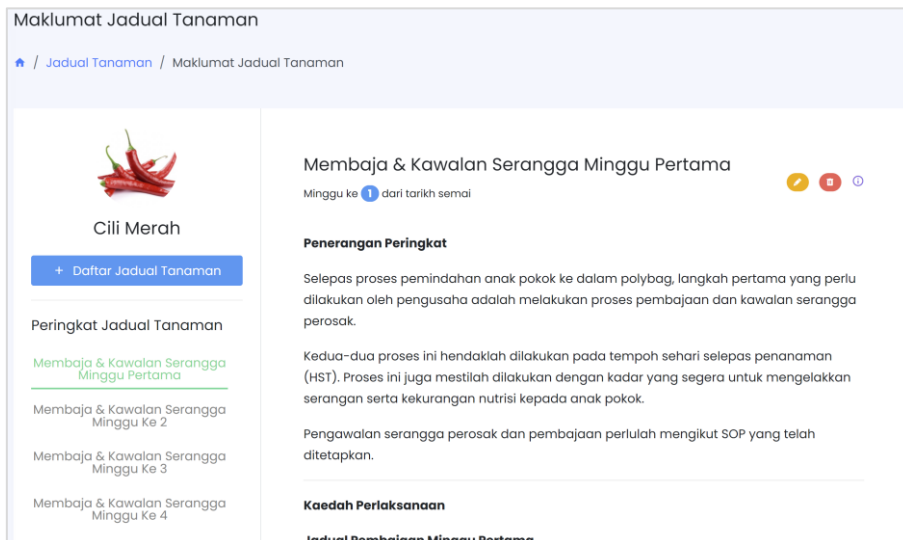 Maklumat Jadual Tanaman
/ Jadual Tanaman / Maklumat Jadual Tanaman
Cili Merah
+ Daftar Jadual Tanaman
Peringkat Jadual Tanaman
Membaja & Kawalan Serangga
Minggu Pertama
Membaja & Kawalan Serangga
Minggu Ke 2
Membaja & Kawalan Serangga
Minggu Ke 3
Membaja & Kawalan Serangga
Minggu Ke 4
Membaja & Kawalan Serangga Minggu Pertama
Minggu ke 1 dari tarikh semai
Penerangan Peringkat
Selepas proses pemindahan anak pokok ke dalam polybag, langkah pertama yang perlu
dilakukan oleh pengusaha adalah melakukan proses pembajaan dan kawalan serangga
perosak.
Kedua-dua proses ini hendaklah dilakukan pada tempoh sehari selepas penanaman
(HST). Proses ini juga mestilah dilakukan dengan kadar yang segera untuk mengelakkan
serangan serta kekurangan nutrisi kepada anak pokok.
Pengawalan serangga perosak dan pembajaan perlulah mengikut SOP yang telah
ditetapkan.
Kaedah Perlaksanaan
Jadual Pembajaan Minggu Pertama